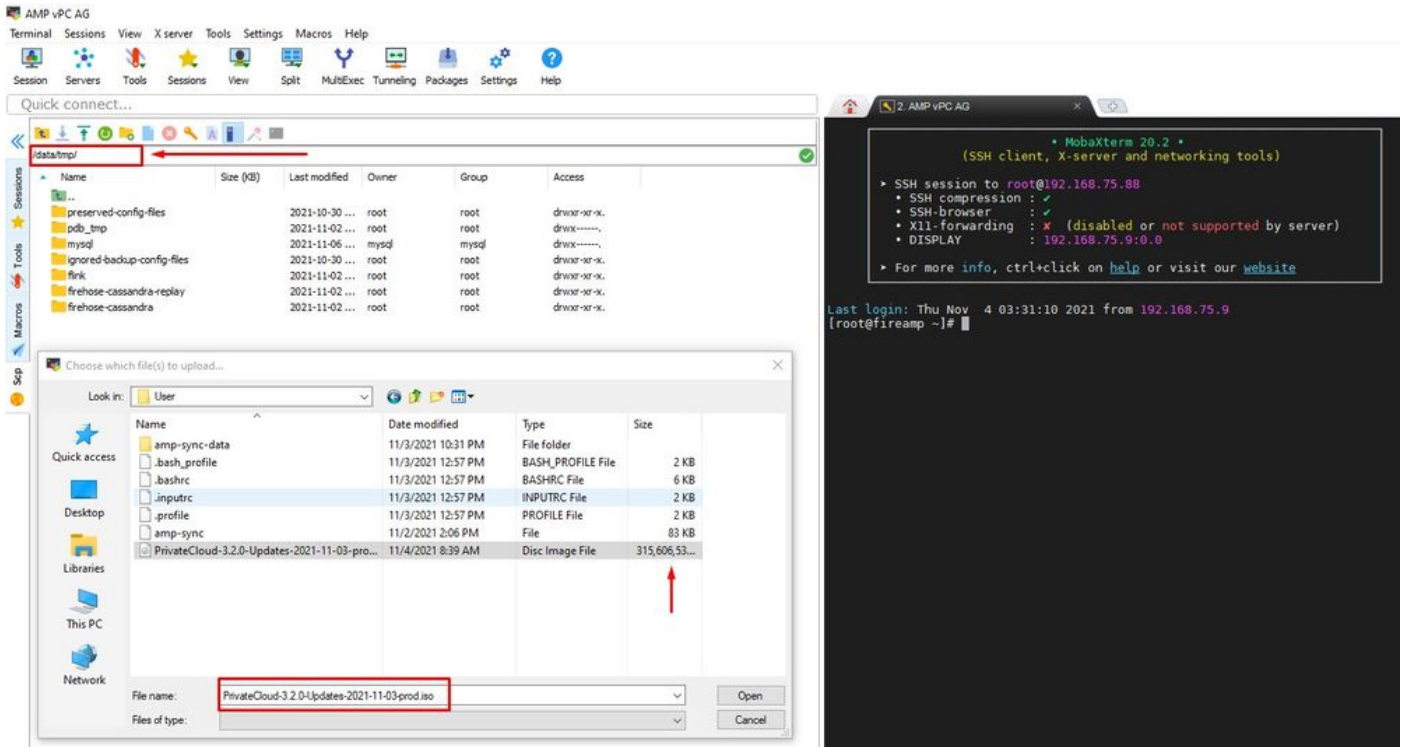 AMP vPC AG
Terminal Sessions View X server Tools Settings Macros Help
Session Servers Tools Sessions View Split MultiExec Tunneling Packages Settings Help
Quick connect...
/data/tmp/
Name Size (KB) Last modified Owner Group Access
..
preserved-config-files 2021-10-30 ... root root drwxr-xr-x.
pdb_tmp 2021-11-02 ... root root drwx------.
mysql 2021-11-06 ... mysql mysql drwx------.
ignored-backup-config-files 2021-10-30 ... root root drwxr-xr-x.
flink 2021-11-02 ... root root drwxr-xr-x.
firehose-cassandra-replay 2021-11-02 ... root root drwxr-xr-x.
firehose-cassandra 2021-11-02 ... root root drwxr-xr-x.
Sessions
Tools
Macros
Scp
Choose which file(s) to upload...
Look in: User
Name Date modified Type Size
amp-sync-data 11/3/2021 10:31 PM File folder
.bash_profile 11/3/2021 12:57 PM BASH_PROFILE File 2 KB
.bashrc 11/3/2021 12:57 PM BASHRC File 6 KB
.inputrc 11/3/2021 12:57 PM INPUTRC File 2 KB
.profile 11/3/2021 12:57 PM PROFILE File 2 KB
amp-sync 11/2/2021 2:06 PM File 83 KB
PrivateCloud-3.2.0-Updates-2021-11-03-pro... 11/4/2021 8:39 AM Disc Image File 315,606,53...
Quick access
Desktop
Libraries
This PC
Network
File name: PrivateCloud-3.2.0-Updates-2021-11-03-prod.iso Open
Files of type: Cancel
2. AMP vPC AG
• MobaXterm 20.2 •
(SSH client, X-server and networking tools)
➤ SSH session to root@192.168.75.88
• SSH compression : ✔
• SSH-browser : ✔
• X11-forwarding : ✘ (disabled or not supported by server)
• DISPLAY : 192.168.75.9:0.0
➤ For more info, ctrl+click on help or visit our website
Last login: Thu Nov 4 03:31:10 2021 from 192.168.75.9
[root@fireamp ~]#